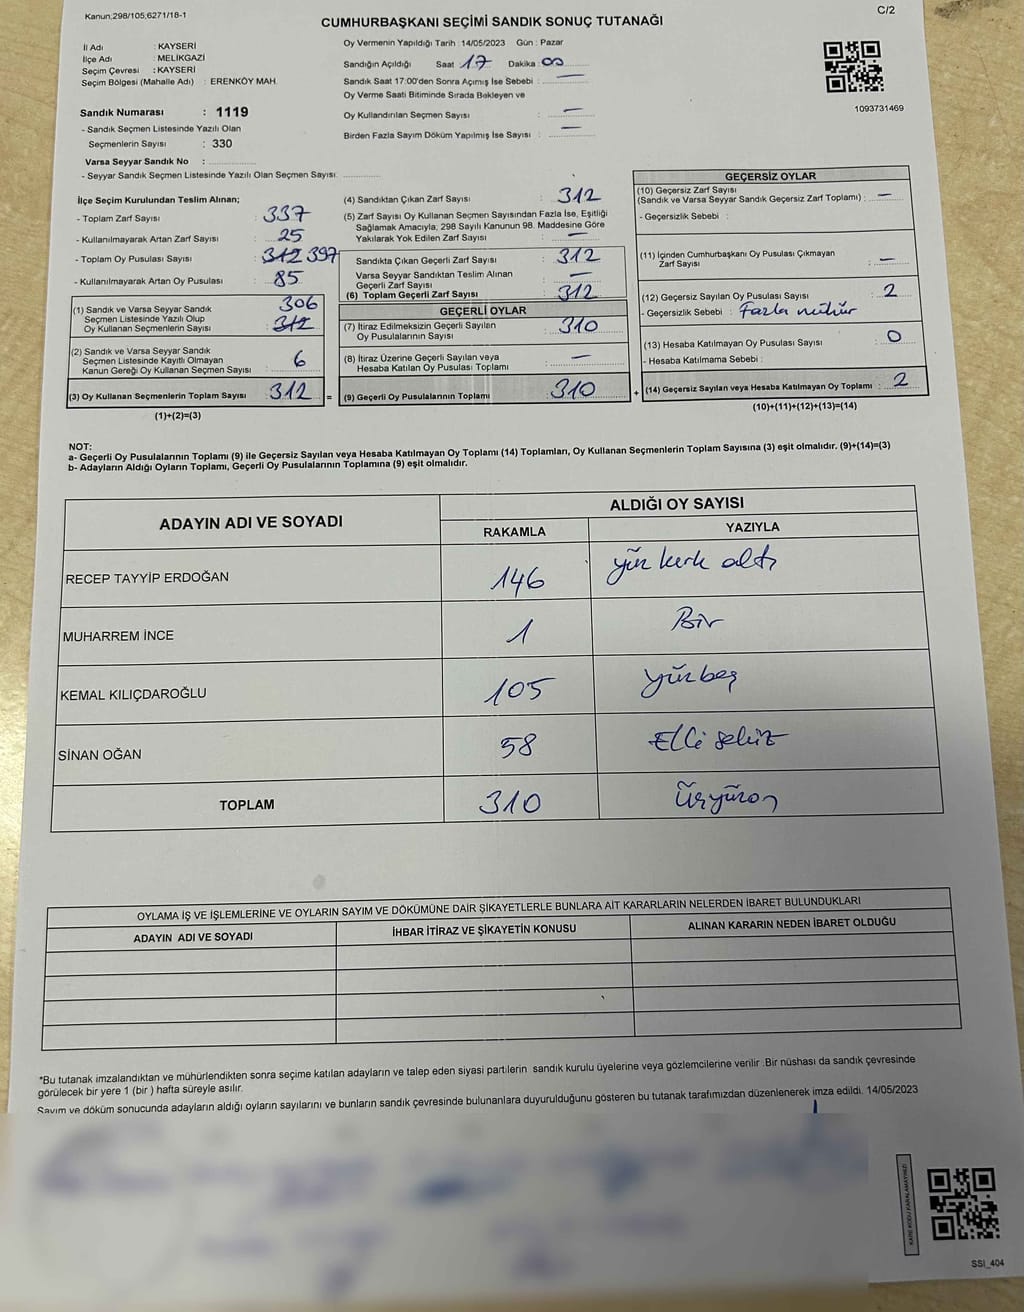 Kanun;298/105,6271/18-1
C/2
CUMHURBAŞKANI SEÇİMİ SANDIK SONUÇ TUTANAĞI
İl Adı : KAYSERİ
İlçe Adı : MELİKGAZİ
Seçim Çevresi : KAYSERİ
Seçim Bölgesi (Mahalle Adı) : ERENKÖY MAH.
Oy Vermenin Yapıldığı Tarih : 14/05/2023 Gün : Pazar
Sandığın Açıldığı Saat 17 Dakika : 00
Sandık Saat 17:00'den Sonra Açımış İse Sebebi : —
Oy Verme Saati Bitiminde Sırada Bekleyen ve
Oy Kullandırılan Seçmen Sayısı : —
Birden Fazla Sayım Döküm Yapılmış İse Sayısı : —
1093731469
Sandık Numarası : 1119
- Sandık Seçmen Listesinde Yazılı Olan
Seçmenlerin Sayısı : 330
Varsa Seyyar Sandık No :
- Seyyar Sandık Seçmen Listesinde Yazılı Olan Seçmen Sayısı:
İlçe Seçim Kurulundan Teslim Alınan;
- Toplam Zarf Sayısı : 337
- Kullanılmayarak Artan Zarf Sayısı : 25
- Toplam Oy Pusulası Sayısı : 312 397
- Kullanılmayarak Artan Oy Pusulası : 85
(1) Sandık ve Varsa Seyyar Sandık
Seçmen Listesinde Yazılı Olup
Oy Kullanan Seçmenlerin Sayısı : 306 312
(2) Sandık ve Varsa Seyyar Sandık
Seçmen Listesinde Kayıtlı Olmayan
Kanun Gereği Oy Kullanan Seçmen Sayısı : 6
(3) Oy Kullanan Seçmenlerin Toplam Sayısı : 312 =
(1)+(2)=(3)
(4) Sandıktan Çıkan Zarf Sayısı : 312
(5) Zarf Sayısı Oy Kullanan Seçmen Sayısından Fazla İse, Eşitliği
Sağlamak Amacıyla, 298 Sayılı Kanunun 98. Maddesine Göre
Yakılarak Yok Edilen Zarf Sayısı : —
Sandıkta Çıkan Geçerli Zarf Sayısı : 312
Varsa Seyyar Sandıktan Teslim Alınan
Geçerli Zarf Sayısı : —
(6) Toplam Geçerli Zarf Sayısı : 312
GEÇERLİ OYLAR
(7) İtiraz Edilmeksizin Geçerli Sayılan
Oy Pusulalarının Sayısı : 310
(8) İtiraz Üzerine Geçerli Sayılan veya
Hesaba Katılan Oy Pusulası Toplamı : —
(9) Geçerli Oy Pusulalarının Toplamı : 310 +
GEÇERSİZ OYLAR
(10) Geçersiz Zarf Sayısı
(Sandık ve Varsa Seyyar Sandık Geçersiz Zarf Toplamı) : —
- Geçersizlik Sebebi :
(11) İçinden Cumhurbaşkanı Oy Pusulası Çıkmayan
Zarf Sayısı : —
(12) Geçersiz Sayılan Oy Pusulası Sayısı : 2
- Geçersizlik Sebebi : Fazla mühür
(13) Hesaba Katılmayan Oy Pusulası Sayısı : 0
- Hesaba Katılmama Sebebi :
(14) Geçersiz Sayılan veya Hesaba Katılmayan Oy Toplamı : 2
(10)+(11)+(12)+(13)=(14)
NOT:
a- Geçerli Oy Pusulalarının Toplamı (9) ile Geçersiz Sayılan veya Hesaba Katılmayan Oy Toplamı (14) Toplamları, Oy Kullanan Seçmenlerin Toplam Sayısına (3) eşit olmalıdır. (9)+(14)=(3)
b- Adayların Aldığı Oyların Toplamı, Geçerli Oy Pusulalarının Toplamına (9) eşit olmalıdır.
ADAYIN ADI VE SOYADI ALDIĞI OY SAYISI
RAKAMLA YAZIYLA
RECEP TAYYİP ERDOĞAN 146 yüz kırk altı
MUHARREM İNCE 1 Bir
KEMAL KILIÇDAROĞLU 105 yüzbeş
SİNAN OĞAN 58 Elli sekiz
TOPLAM 310 Üçyüzon
OYLAMA İŞ VE İŞLEMLERİNE VE OYLARIN SAYIM VE DÖKÜMÜNE DAİR ŞİKAYETLERLE BUNLARA AİT KARARLARIN NELERDEN İBARET BULUNDUKLARI
ADAYIN ADI VE SOYADI İHBAR İTİRAZ VE ŞİKAYETİN KONUSU ALINAN KARARIN NEDEN İBARET OLDUĞU
*Bu tutanak imzalandıktan ve mühürlendikten sonra seçime katılan adayların ve talep eden siyasi partilerin sandık kurulu üyelerine veya gözlemcilerine verilir .Bir nüshası da sandık çevresinde
görülecek bir yere 1 (bir ) hafta süreyle asılır.
Sayım ve döküm sonucunda adayların aldığı oyların sayılarını ve bunların sandık çevresinde bulunanlara duyurulduğunu gösteren bu tutanak tarafımızdan düzenlenerek imza edildi. 14/05/2023
KARE KODU KARALAMAYINIZ!
SSİ_404